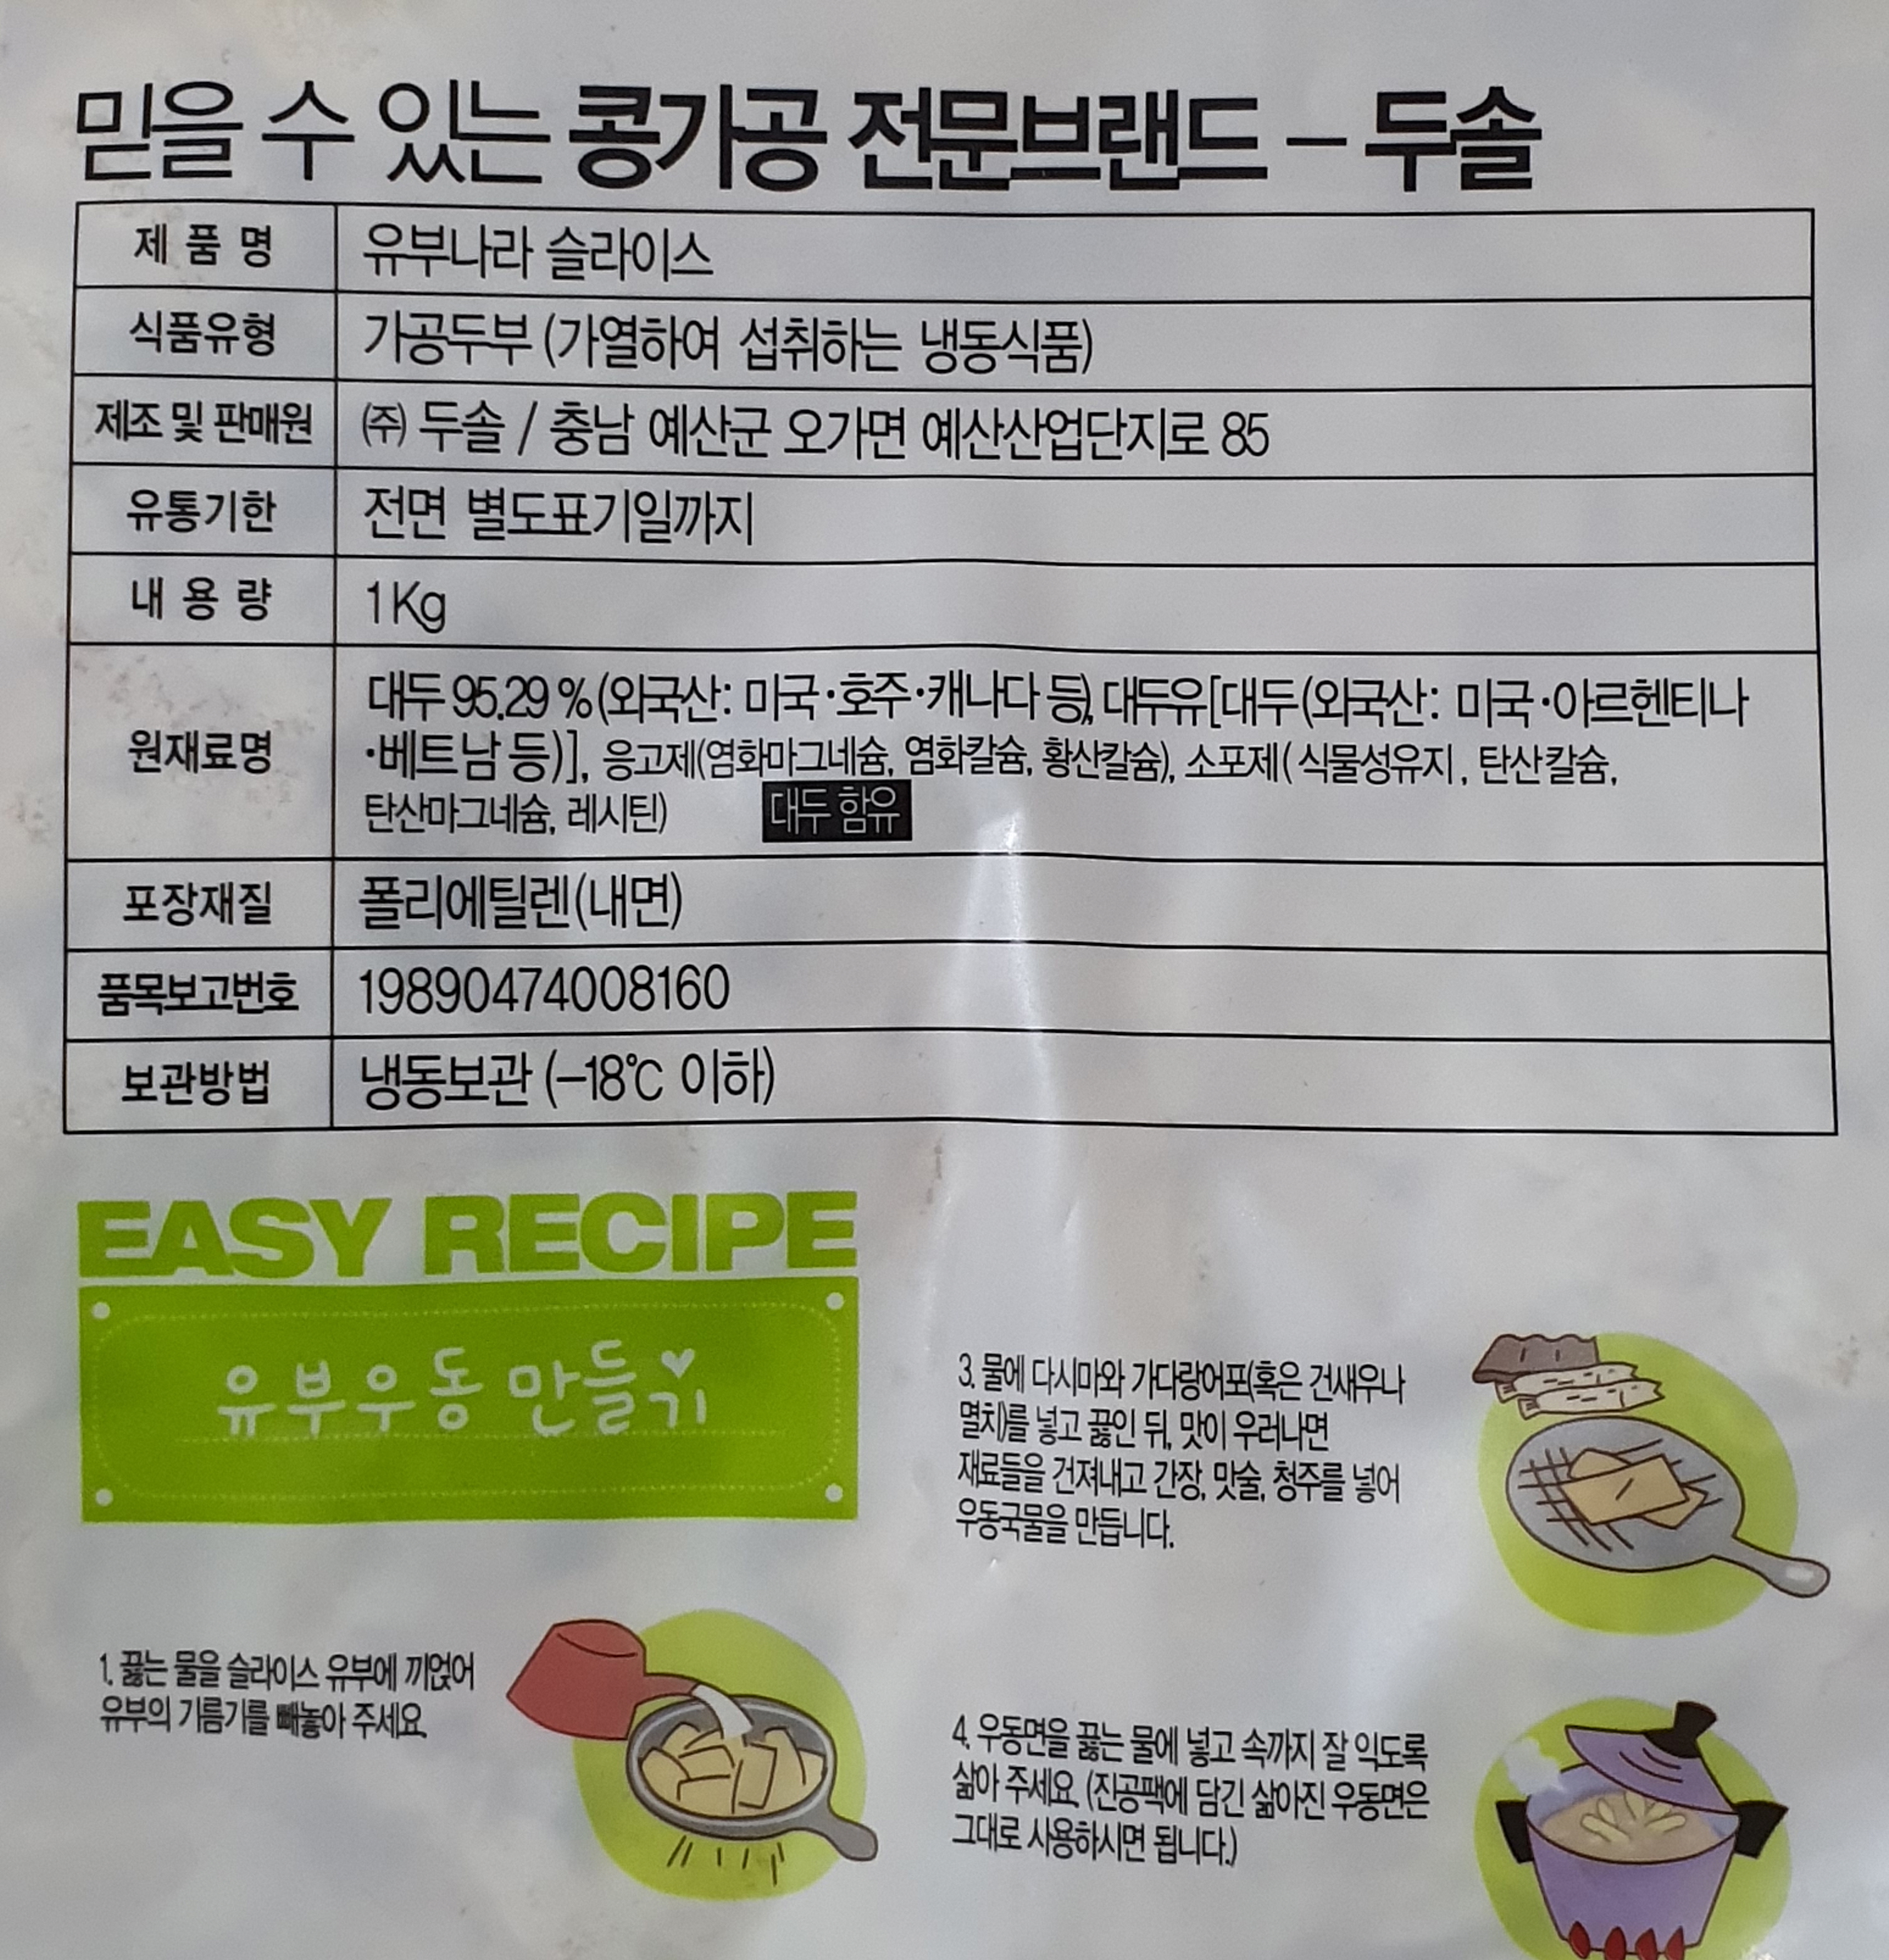 믿을 수 있는 콩가공 전문브랜드 – 두솔
제 품 명 유부나라 슬라이스
식품유형 가공두부 (가열하여 섭취하는 냉동식품)
제조 및 판매원 ㈜ 두솔 / 충남 예산군 오가면 예산산업단지로 85
유통기한 전면 별도표기일까지
내 용 량 1Kg
원재료명 대두 95.29 % (외국산: 미국·호주·캐나다 등), 대두유[대두(외국산: 미국·아르헨티나
·베트남 등)], 응고제(염화마그네슘, 염화칼슘, 황산칼슘), 소포제( 식물성유지, 탄산칼슘,
탄산마그네슘, 레시틴) 대두 함유
포장재질 폴리에틸렌(내면)
품목보고번호 19890474008160
보관방법 냉동보관 (–18℃ 이하)
EASY RECIPE
유부우동 만들기
1. 끓는 물을 슬라이스 유부에 끼얹어
유부의 기름기를 빼놓아 주세요.
3. 물에 다시마와 가다랑어포(혹은 건새우나
멸치)를 넣고 끓인 뒤, 맛이 우러나면
재료들을 건져내고 간장, 맛술, 청주를 넣어
우동국물을 만듭니다.
4. 우동면을 끓는 물에 넣고 속까지 잘 익도록
삶아 주세요. (진공팩에 담긴 삶아진 우동면은
그대로 사용하시면 됩니다.)